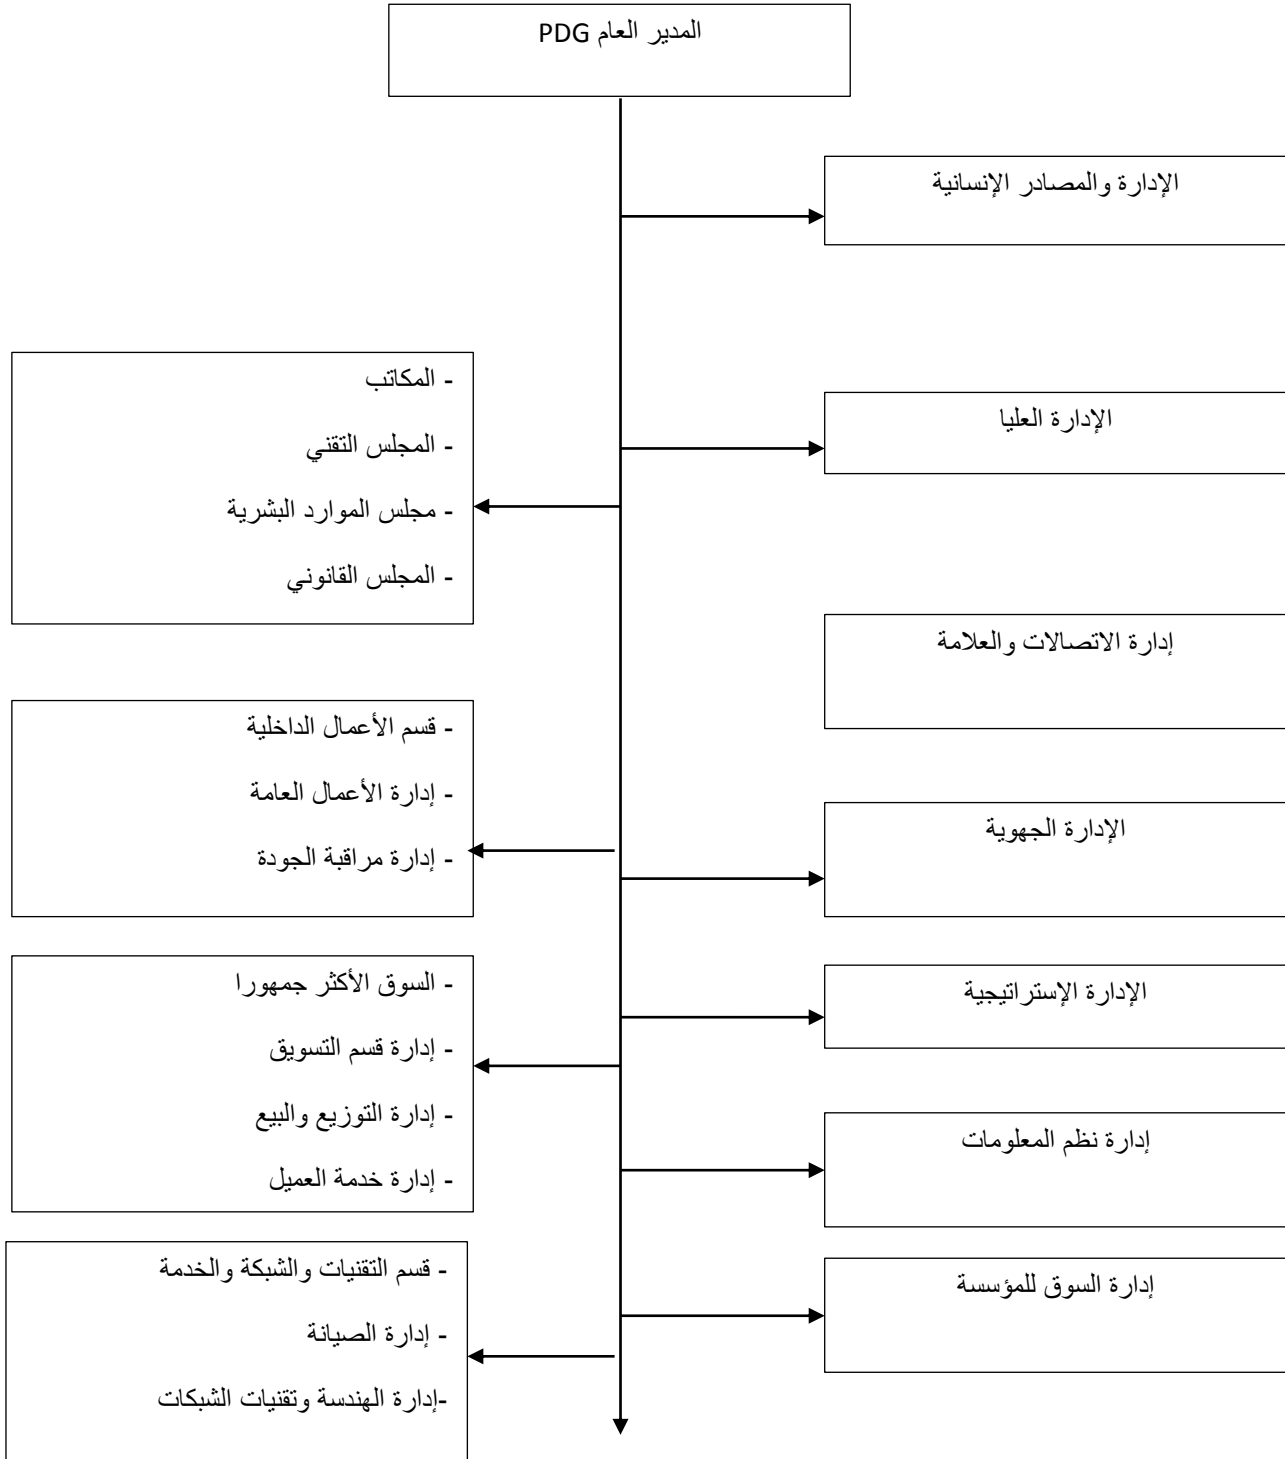 المدير العام PDG
الإدارة والمصادر الإنسانية
- المكاتب
- المجلس التقني
- مجلس الموارد البشرية
- المجلس القانوني
الإدارة العليا
إدارة الاتصالات والعلامة
- قسم الأعمال الداخلية
- إدارة الأعمال العامة
- إدارة مراقبة الجودة
الإدارة الجهوية
- السوق الأكثر جمهورا
- إدارة قسم التسويق
- إدارة التوزيع والبيع
- إدارة خدمة العميل
الإدارة الإستراتيجية
إدارة نظم المعلومات
- قسم التقنيات والشبكة والخدمة
- إدارة الصيانة
-إدارة الهندسة وتقنيات الشبكات
إدارة السوق للمؤسسة